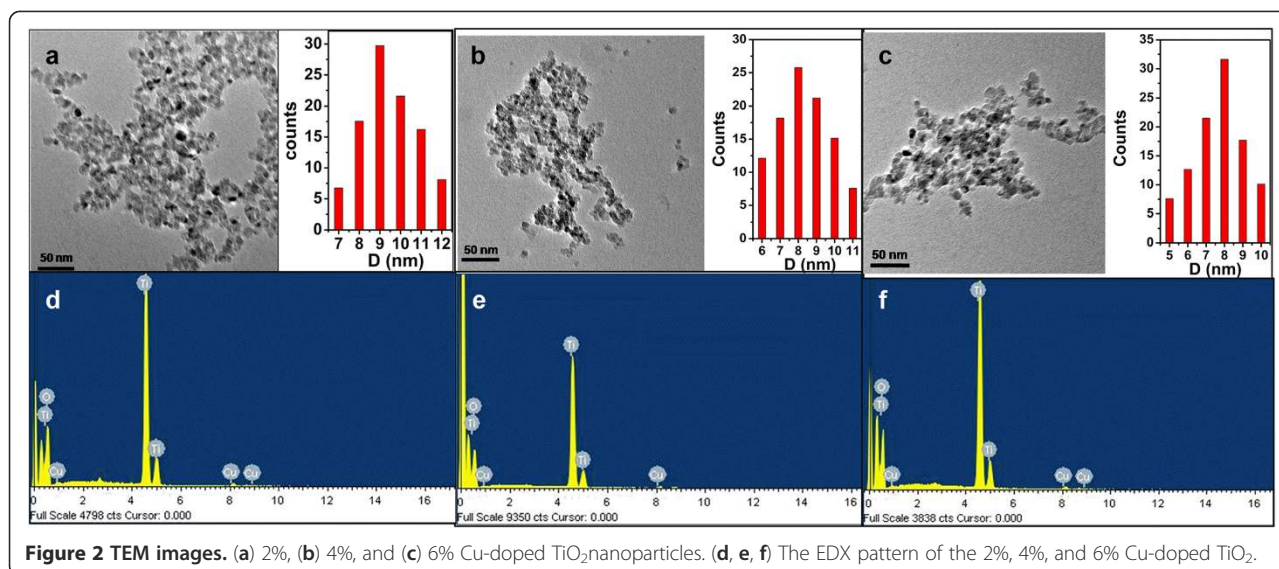 a
counts
30
25
20
15
10
5
0
7 8 9 10 11 12
D (nm)
50 nm
b
Counts
30
25
20
15
10
5
0
6 7 8 9 10 11
D (nm)
50 nm
c
Counts
35
30
25
20
15
10
5
0
5 6 7 8 9 10
D (nm)
50 nm
d
Ti
O
Ti
Ti
Cu
Cu
Cu
0 2 4 6 8 10 12 14 16
Full Scale 4798 cts Cursor: 0.000
e
Ti
O
Ti
Ti
Cu
Cu
0 2 4 6 8 10 12 14 16
Full Scale 9350 cts Cursor: 0.000
f
Ti
O
Ti
Ti
Cu
Cu
Cu
0 2 4 6 8 10 12 14 16
Full Scale 3838 cts Cursor: 0.000
Figure 2 TEM images. (a) 2%, (b) 4%, and (c) 6% Cu-doped TiO₂nanoparticles. (d, e, f) The EDX pattern of the 2%, 4%, and 6% Cu-doped TiO₂.